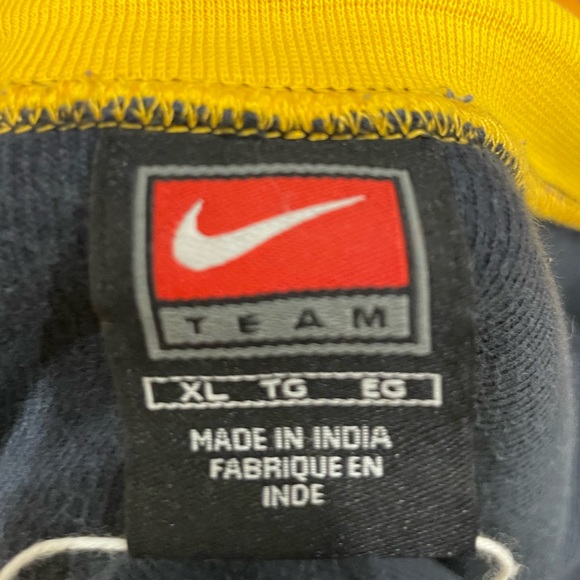 TEAM
XL TG EG
MADE IN INDIA
FABRIQUE EN
INDE